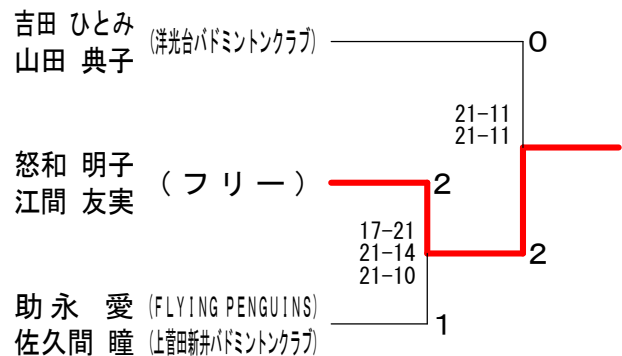 吉田 ひとみ (洋光台バドミントンクラブ)
山田 典子
0
21-11
21-11
怒和 明子
江間 友実
(フリー)
2
17-21
21-14
21-10
2
助永 愛 (FLYING PENGUINS)
佐久間 瞳 (上菅田新井バドミントンクラブ)
1